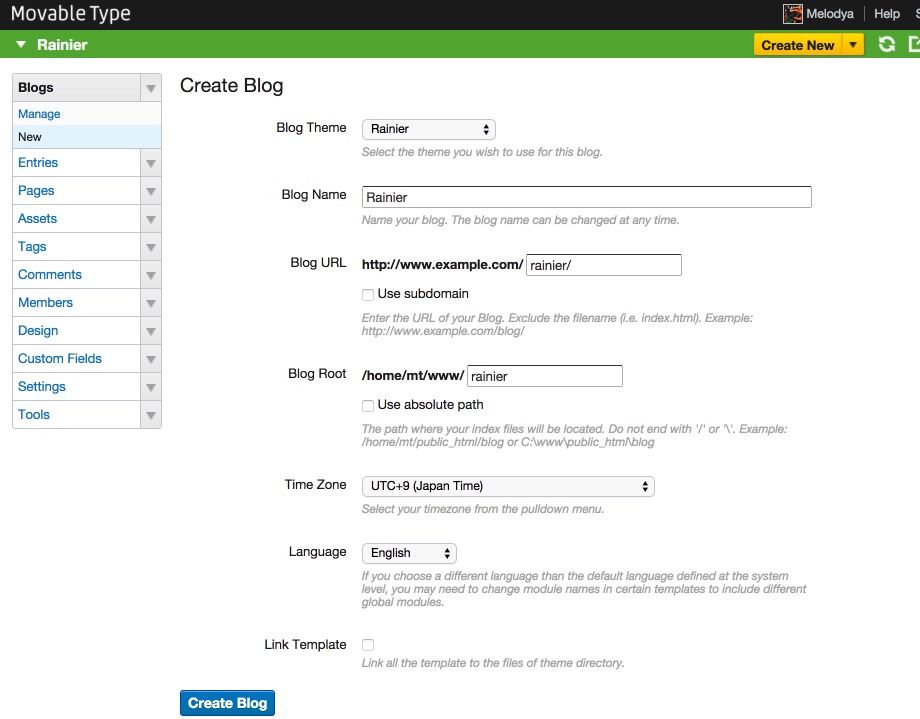 Movable Type
Melodya
Help
Rainier
Create New
Blogs
Manage
New
Entries
Pages
Assets
Tags
Comments
Members
Design
Custom Fields
Settings
Tools
Create Blog
Blog Theme
Rainier
Select the theme you wish to use for this blog.
Blog Name
Rainier
Name your blog. The blog name can be changed at any time.
Blog URL
http://www.example.com/
rainier/
Use subdomain
Enter the URL of your Blog. Exclude the filename (i.e. index.html). Example:
http://www.example.com/blog/
Blog Root
/home/mt/www/
rainier
Use absolute path
The path where your index files will be located. Do not end with '/' or '\'. Example:
/home/mt/public_html/blog or C:\www\public_html\blog
Time Zone
UTC+9 (Japan Time)
Select your timezone from the pulldown menu.
Language
English
If you choose a different language than the default language defined at the system
level, you may need to change module names in certain templates to include different
global modules.
Link Template
Link all the template to the files of theme directory.
Create Blog